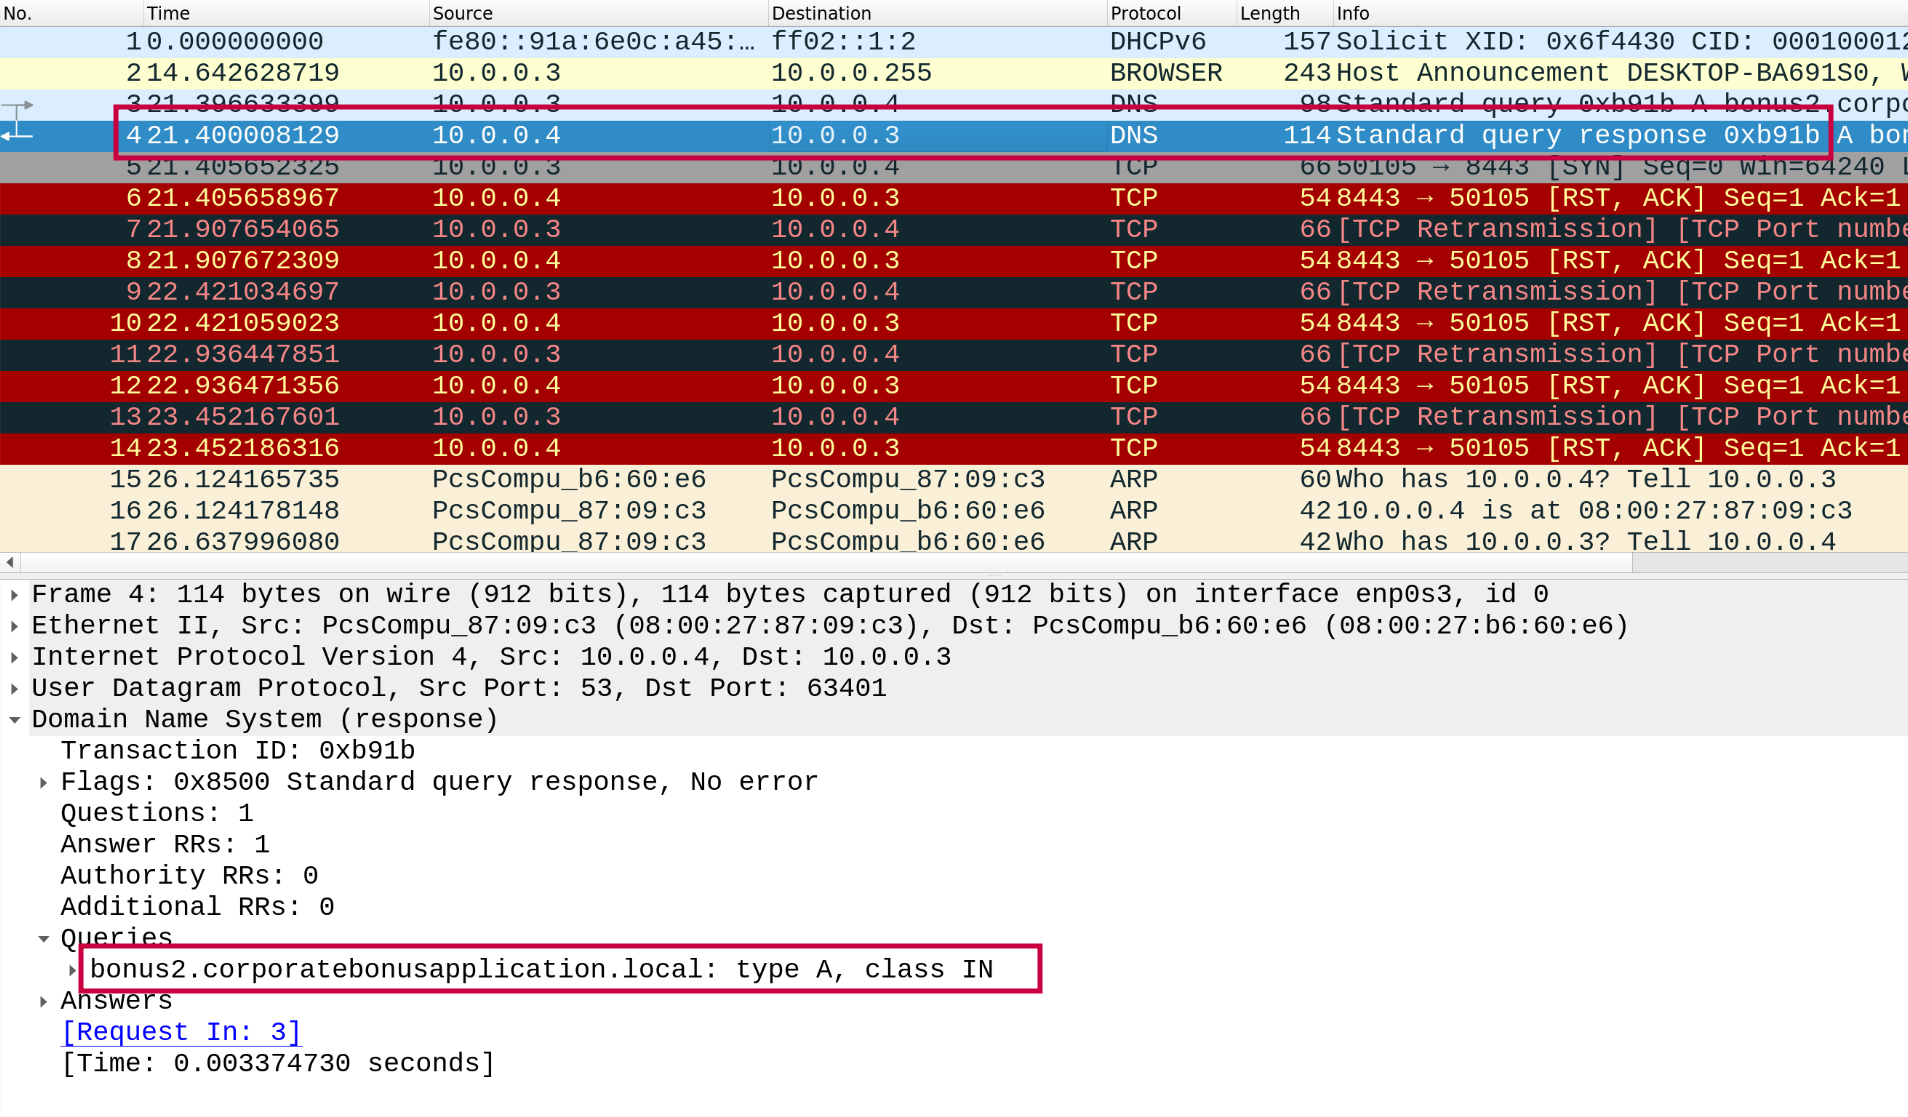 No. Time Source Destination Protocol Length Info
1 0.000000000 fe80::91a:6e0c:a45:… ff02::1:2 DHCPv6 157 Solicit XID: 0x6f4430 CID: 000100012
2 14.642628719 10.0.0.3 10.0.0.255 BROWSER 243 Host Announcement DESKTOP-BA691S0, W
3 21.396633399 10.0.0.3 10.0.0.4 DNS 98 Standard query 0xb91b A bonus2.corpo
4 21.400008129 10.0.0.4 10.0.0.3 DNS 114 Standard query response 0xb91b A bon
5 21.405652325 10.0.0.3 10.0.0.4 TCP 66 50105 → 8443 [SYN] Seq=0 Win=64240 L
6 21.405658967 10.0.0.4 10.0.0.3 TCP 54 8443 → 50105 [RST, ACK] Seq=1 Ack=1
7 21.907654065 10.0.0.3 10.0.0.4 TCP 66 [TCP Retransmission] [TCP Port numbe
8 21.907672309 10.0.0.4 10.0.0.3 TCP 54 8443 → 50105 [RST, ACK] Seq=1 Ack=1
9 22.421034697 10.0.0.3 10.0.0.4 TCP 66 [TCP Retransmission] [TCP Port numbe
10 22.421059023 10.0.0.4 10.0.0.3 TCP 54 8443 → 50105 [RST, ACK] Seq=1 Ack=1
11 22.936447851 10.0.0.3 10.0.0.4 TCP 66 [TCP Retransmission] [TCP Port numbe
12 22.936471356 10.0.0.4 10.0.0.3 TCP 54 8443 → 50105 [RST, ACK] Seq=1 Ack=1
13 23.452167601 10.0.0.3 10.0.0.4 TCP 66 [TCP Retransmission] [TCP Port numbe
14 23.452186316 10.0.0.4 10.0.0.3 TCP 54 8443 → 50105 [RST, ACK] Seq=1 Ack=1
15 26.124165735 PcsCompu_b6:60:e6 PcsCompu_87:09:c3 ARP 60 Who has 10.0.0.4? Tell 10.0.0.3
16 26.124178148 PcsCompu_87:09:c3 PcsCompu_b6:60:e6 ARP 42 10.0.0.4 is at 08:00:27:87:09:c3
17 26.637996080 PcsCompu_87:09:c3 PcsCompu_b6:60:e6 ARP 42 Who has 10.0.0.3? Tell 10.0.0.4
Frame 4: 114 bytes on wire (912 bits), 114 bytes captured (912 bits) on interface enp0s3, id 0
Ethernet II, Src: PcsCompu_87:09:c3 (08:00:27:87:09:c3), Dst: PcsCompu_b6:60:e6 (08:00:27:b6:60:e6)
Internet Protocol Version 4, Src: 10.0.0.4, Dst: 10.0.0.3
User Datagram Protocol, Src Port: 53, Dst Port: 63401
Domain Name System (response)
Transaction ID: 0xb91b
Flags: 0x8500 Standard query response, No error
Questions: 1
Answer RRs: 1
Authority RRs: 0
Additional RRs: 0
Queries
bonus2.corporatebonusapplication.local: type A, class IN
Answers
[Request In: 3]
[Time: 0.003374730 seconds]